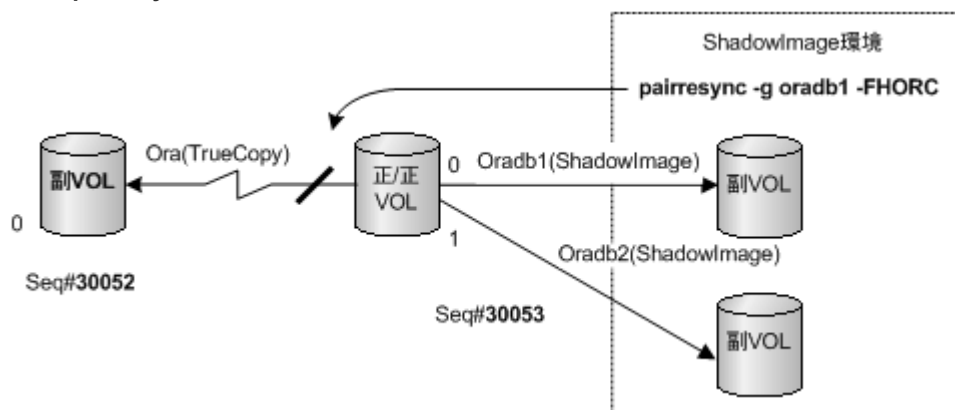 ShadowImage環境
pairresync -g oradb1 -FHORC
Ora(TrueCopy)
副VOL
0
正/正
VOL
0
1
Oradb1(ShadowImage)
副VOL
Oradb2(ShadowImage)
Seq#30052
Seq#30053
副VOL